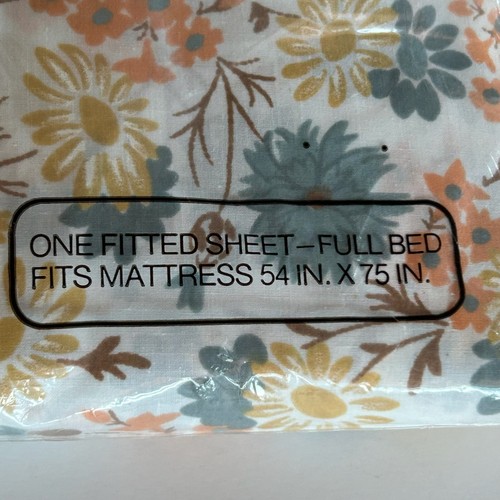 ONE FITTED SHEET–FULL BED
FITS MATTRESS 54 IN. X 75 IN.